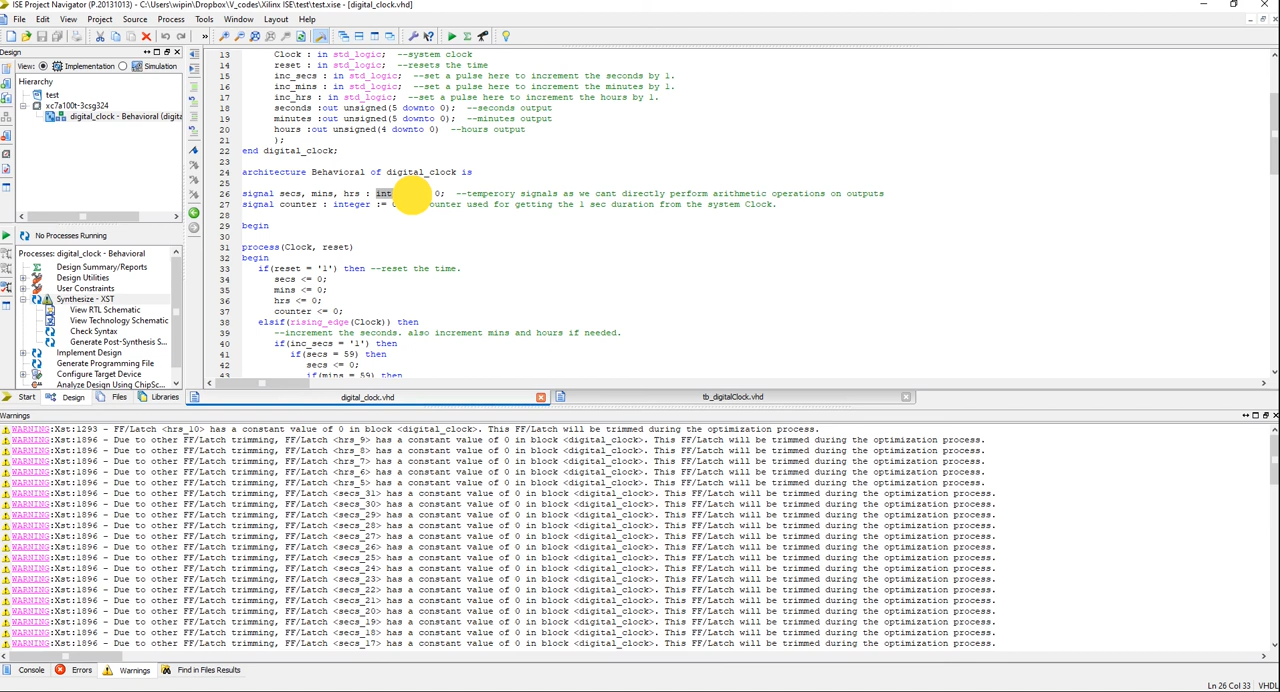 ISE Project Navigator (P.20131013) - C:\Users\wipin\Dropbox\V_codes\Xilinx ISE\test\test.xise - [digital_clock.vhd]
File Edit View Project Source Process Tools Window Layout Help
Design
View: Implementation Simulation
Hierarchy
test
xc7a100t-3csg324
digital_clock - Behavioral (digita
No Processes Running
Processes: digital_clock - Behavioral
Design Summary/Reports
Design Utilities
User Constraints
Synthesize - XST
View RTL Schematic
View Technology Schematic
Check Syntax
Generate Post-Synthesis S...
Implement Design
Generate Programming File
Configure Target Device
Analyze Design Using ChipSc...
Start Design Files Libraries
13 Clock : in std_logic; --system clock
14 reset : in std_logic; --resets the time
15 inc_secs : in std_logic; --set a pulse here to increment the seconds by 1.
16 inc_mins : in std_logic; --set a pulse here to increment the minutes by 1.
17 inc_hrs : in std_logic; --set a pulse here to increment the hours by 1.
18 seconds :out unsigned(5 downto 0); --seconds output
19 minutes :out unsigned(5 downto 0); --minutes output
20 hours :out unsigned(4 downto 0) --hours output
21 );
22 end digital_clock;
23
24 architecture Behavioral of digital_clock is
25
26 signal secs, mins, hrs : int 0; --temperory signals as we cant directly perform arithmetic operations on outputs
27 signal counter : integer := ounter used for getting the 1 sec duration from the system Clock.
28
29 begin
30
31 process(Clock, reset)
32 begin
33 if(reset = '1') then --reset the time.
34 secs <= 0;
35 mins <= 0;
36 hrs <= 0;
37 counter <= 0;
38 elsif(rising_edge(Clock)) then
39 --increment the seconds. also increment mins and hours if needed.
40 if(inc_secs = '1') then
41 if(secs = 59) then
42 secs <= 0;
43 if(mins = 59) then
digital_clock.vhd tb_digitalClock.vhd
Warnings
WARNING:Xst:1293 - FF/Latch <hrs_10> has a constant value of 0 in block <digital_clock>. This FF/Latch will be trimmed during the optimization process.
WARNING:Xst:1896 - Due to other FF/Latch trimming, FF/Latch <hrs_9> has a constant value of 0 in block <digital_clock>. This FF/Latch will be trimmed during the optimization process.
WARNING:Xst:1896 - Due to other FF/Latch trimming, FF/Latch <hrs_8> has a constant value of 0 in block <digital_clock>. This FF/Latch will be trimmed during the optimization process.
WARNING:Xst:1896 - Due to other FF/Latch trimming, FF/Latch <hrs_7> has a constant value of 0 in block <digital_clock>. This FF/Latch will be trimmed during the optimization process.
WARNING:Xst:1896 - Due to other FF/Latch trimming, FF/Latch <hrs_6> has a constant value of 0 in block <digital_clock>. This FF/Latch will be trimmed during the optimization process.
WARNING:Xst:1896 - Due to other FF/Latch trimming, FF/Latch <hrs_5> has a constant value of 0 in block <digital_clock>. This FF/Latch will be trimmed during the optimization process.
WARNING:Xst:1896 - Due to other FF/Latch trimming, FF/Latch <secs_31> has a constant value of 0 in block <digital_clock>. This FF/Latch will be trimmed during the optimization process.
WARNING:Xst:1896 - Due to other FF/Latch trimming, FF/Latch <secs_30> has a constant value of 0 in block <digital_clock>. This FF/Latch will be trimmed during the optimization process.
WARNING:Xst:1896 - Due to other FF/Latch trimming, FF/Latch <secs_29> has a constant value of 0 in block <digital_clock>. This FF/Latch will be trimmed during the optimization process.
WARNING:Xst:1896 - Due to other FF/Latch trimming, FF/Latch <secs_28> has a constant value of 0 in block <digital_clock>. This FF/Latch will be trimmed during the optimization process.
WARNING:Xst:1896 - Due to other FF/Latch trimming, FF/Latch <secs_27> has a constant value of 0 in block <digital_clock>. This FF/Latch will be trimmed during the optimization process.
WARNING:Xst:1896 - Due to other FF/Latch trimming, FF/Latch <secs_26> has a constant value of 0 in block <digital_clock>. This FF/Latch will be trimmed during the optimization process.
WARNING:Xst:1896 - Due to other FF/Latch trimming, FF/Latch <secs_25> has a constant value of 0 in block <digital_clock>. This FF/Latch will be trimmed during the optimization process.
WARNING:Xst:1896 - Due to other FF/Latch trimming, FF/Latch <secs_24> has a constant value of 0 in block <digital_clock>. This FF/Latch will be trimmed during the optimization process.
WARNING:Xst:1896 - Due to other FF/Latch trimming, FF/Latch <secs_23> has a constant value of 0 in block <digital_clock>. This FF/Latch will be trimmed during the optimization process.
WARNING:Xst:1896 - Due to other FF/Latch trimming, FF/Latch <secs_22> has a constant value of 0 in block <digital_clock>. This FF/Latch will be trimmed during the optimization process.
WARNING:Xst:1896 - Due to other FF/Latch trimming, FF/Latch <secs_21> has a constant value of 0 in block <digital_clock>. This FF/Latch will be trimmed during the optimization process.
WARNING:Xst:1896 - Due to other FF/Latch trimming, FF/Latch <secs_20> has a constant value of 0 in block <digital_clock>. This FF/Latch will be trimmed during the optimization process.
WARNING:Xst:1896 - Due to other FF/Latch trimming, FF/Latch <secs_19> has a constant value of 0 in block <digital_clock>. This FF/Latch will be trimmed during the optimization process.
WARNING:Xst:1896 - Due to other FF/Latch trimming, FF/Latch <secs_18> has a constant value of 0 in block <digital_clock>. This FF/Latch will be trimmed during the optimization process.
WARNING:Xst:1896 - Due to other FF/Latch trimming, FF/Latch <secs_17> has a constant value of 0 in block <digital_clock>. This FF/Latch will be trimmed during the optimization process.
Console Errors Warnings Find in Files Results
Ln 26 Col 33 VHDL